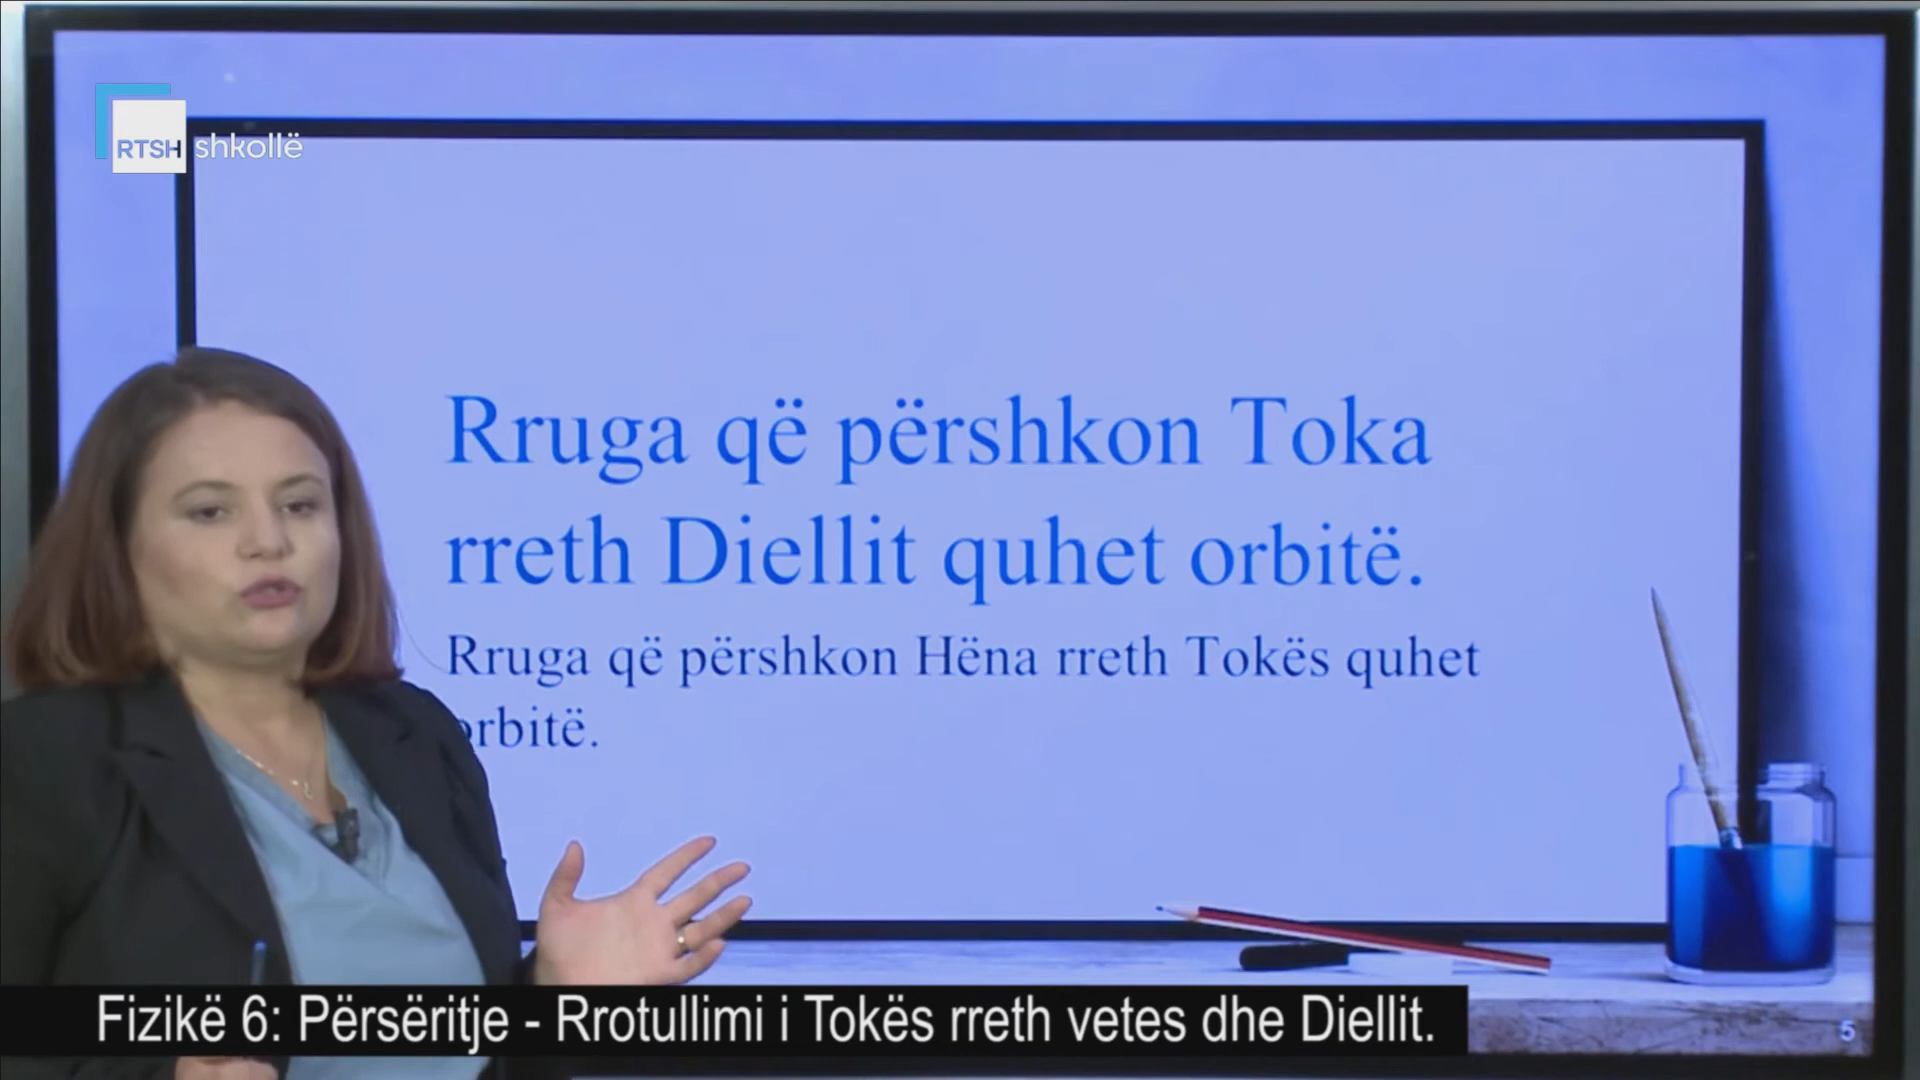 RTSH shkollë
Rruga që përshkon Toka
rreth Diellit quhet orbitë.
Rruga që përshkon Hëna rreth Tokës quhet
orbitë.
Fizikë 6: Përsëritje - Rrotullimi i Tokës rreth vetes dhe Diellit.
5